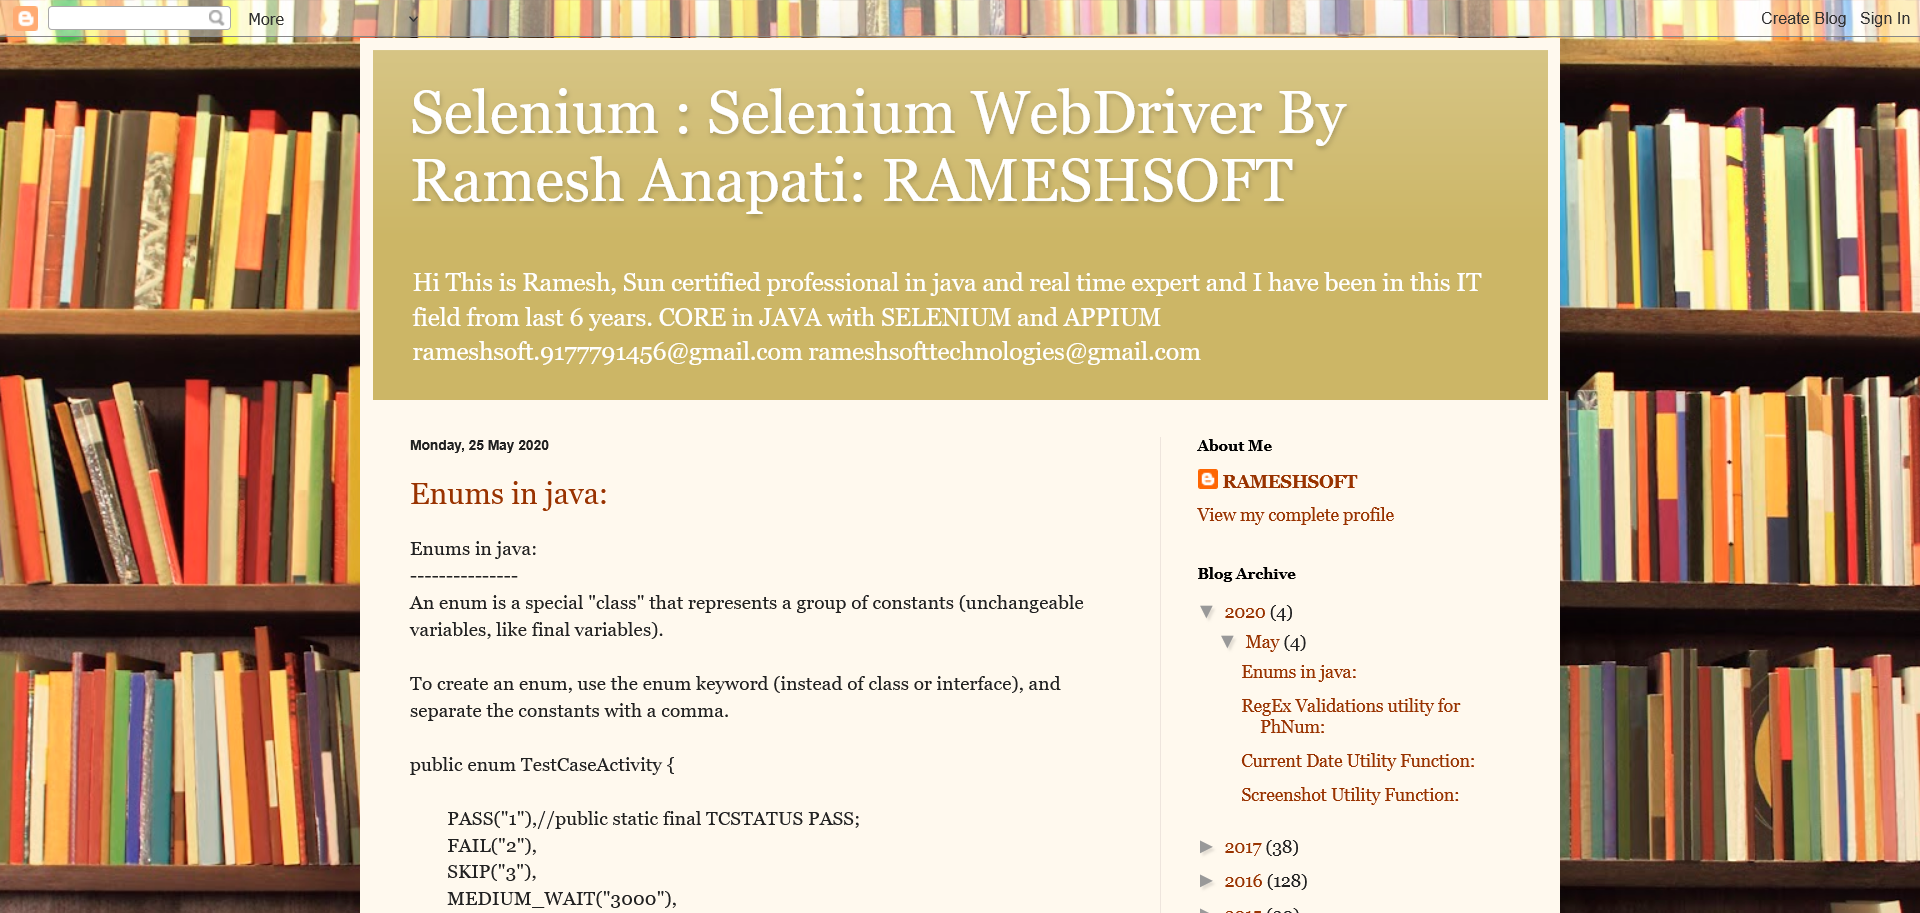 More
Create Blog Sign In
Selenium : Selenium WebDriver By
Ramesh Anapati: RAMESHSOFT
Hi This is Ramesh, Sun certified professional in java and real time expert and I have been in this IT
field from last 6 years. CORE in JAVA with SELENIUM and APPIUM
rameshsoft.9177791456@gmail.com rameshsofttechnologies@gmail.com
Monday, 25 May 2020
Enums in java:
Enums in java:
---------------
An enum is a special "class" that represents a group of constants (unchangeable
variables, like final variables).
To create an enum, use the enum keyword (instead of class or interface), and
separate the constants with a comma.
public enum TestCaseActivity {
PASS("1"),//public static final TCSTATUS PASS;
FAIL("2"),
SKIP("3"),
MEDIUM_WAIT("3000"),
About Me
RAMESHSOFT
View my complete profile
Blog Archive
▼ 2020 (4)
▼ May (4)
Enums in java:
RegEx Validations utility for
PhNum:
Current Date Utility Function:
Screenshot Utility Function:
► 2017 (38)
► 2016 (128)